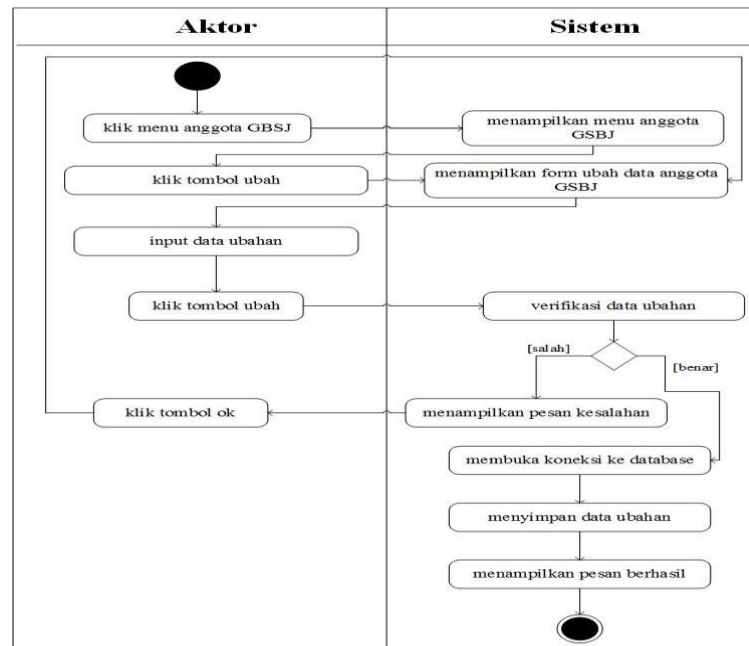 Aktor
Sistem
klik menu anggota GBSJ
menampilkan menu anggota
GSBJ
klik tombol ubah
menampilkan form ubah data anggota
GSBJ
input data ubahan
klik tombol ubah
verifikasi data ubahan
[salah]
[benar]
klik tombol ok
menampilkan pesan kesalahan
membuka koneksi ke database
menyimpan data ubahan
menampilkan pesan berhasil